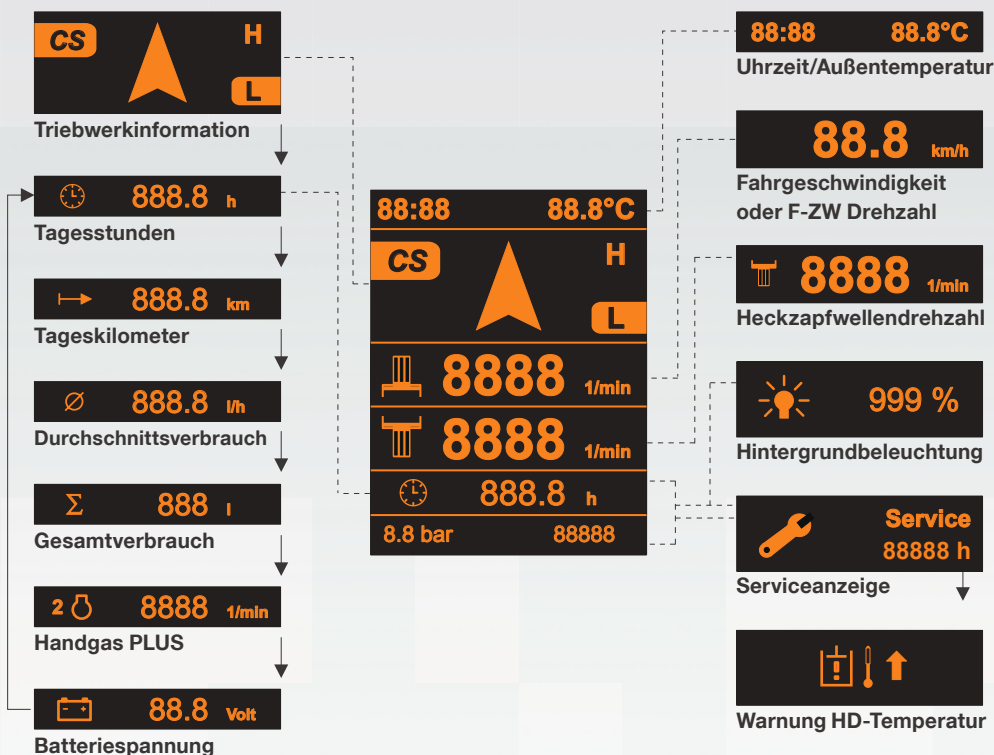 CS
H
L
Triebwerkinformation
888.8 h
Tagesstunden
888.8 km
Tageskilometer
Ø 888.8 l/h
Durchschnittsverbrauch
Σ 888 l
Gesamtverbrauch
2 8888 1/min
Handgas PLUS
88.8 Volt
Batteriespannung
88:88 88.8°C
CS
H
L
8888 1/min
8888 1/min
888.8 h
8.8 bar 88888
88:88 88.8°C
Uhrzeit/Außentemperatur
88.8 km/h
Fahrgeschwindigkeit
oder F-ZW Drehzahl
8888 1/min
Heckzapfwellendrehzahl
999 %
Hintergrundbeleuchtung
Service
88888 h
Serviceanzeige
Warnung HD-Temperatur